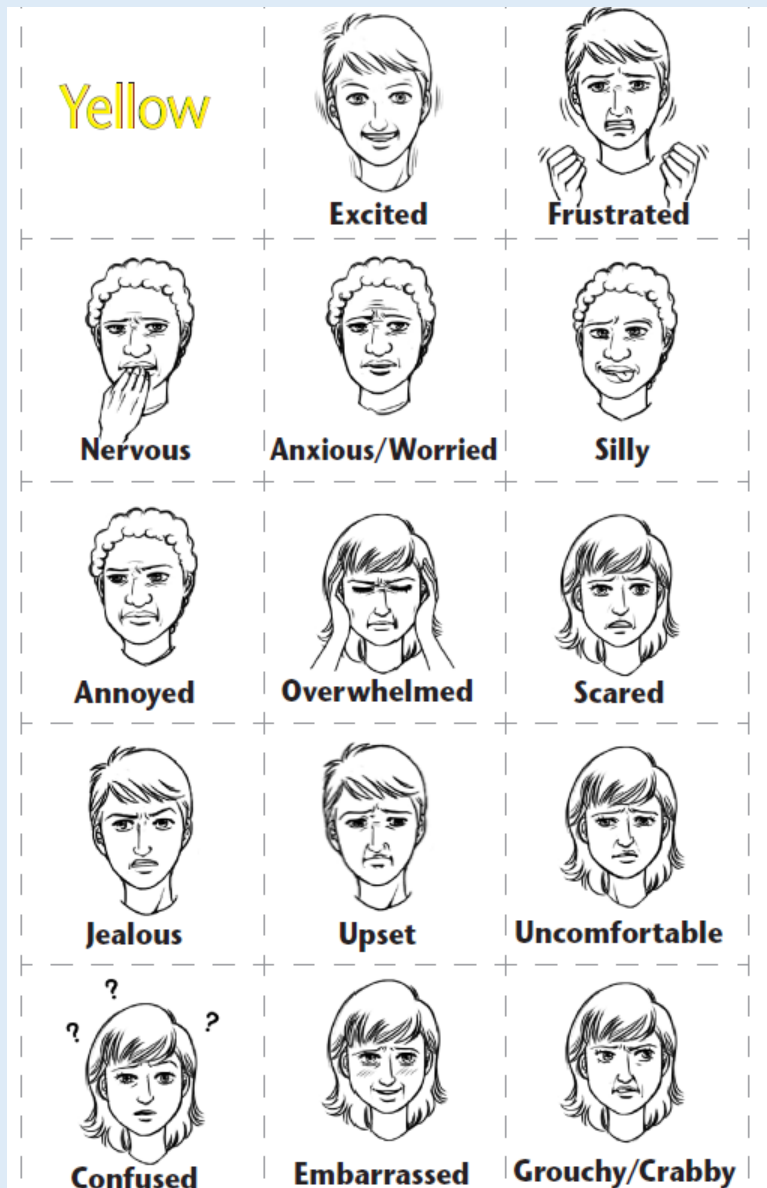 Yellow
Excited
Frustrated
Nervous
Anxious/Worried
Silly
Annoyed
Overwhelmed
Scared
Jealous
Upset
Uncomfortable
? ? ?
Confused
Embarrassed
Grouchy/Crabby